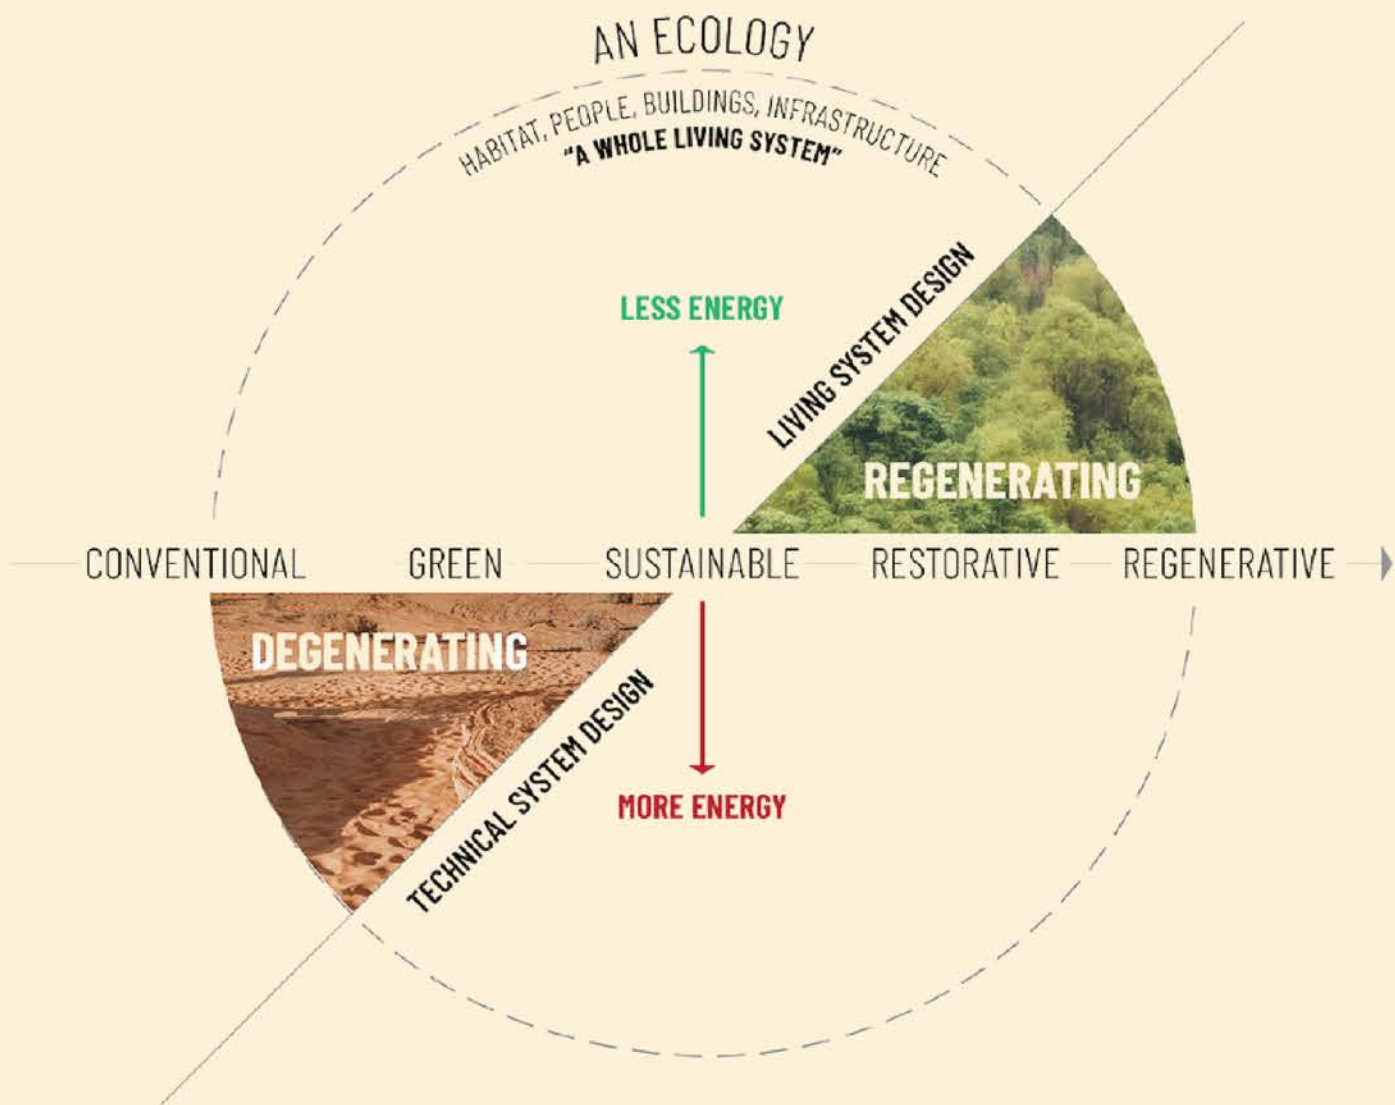 AN ECOLOGY
HABITAT, PEOPLE, BUILDINGS, INFRASTRUCTURE
“A WHOLE LIVING SYSTEM”
LESS ENERGY
LIVING SYSTEM DESIGN
REGENERATING
CONVENTIONAL GREEN SUSTAINABLE RESTORATIVE REGENERATIVE
DEGENERATING
TECHNICAL SYSTEM DESIGN
MORE ENERGY